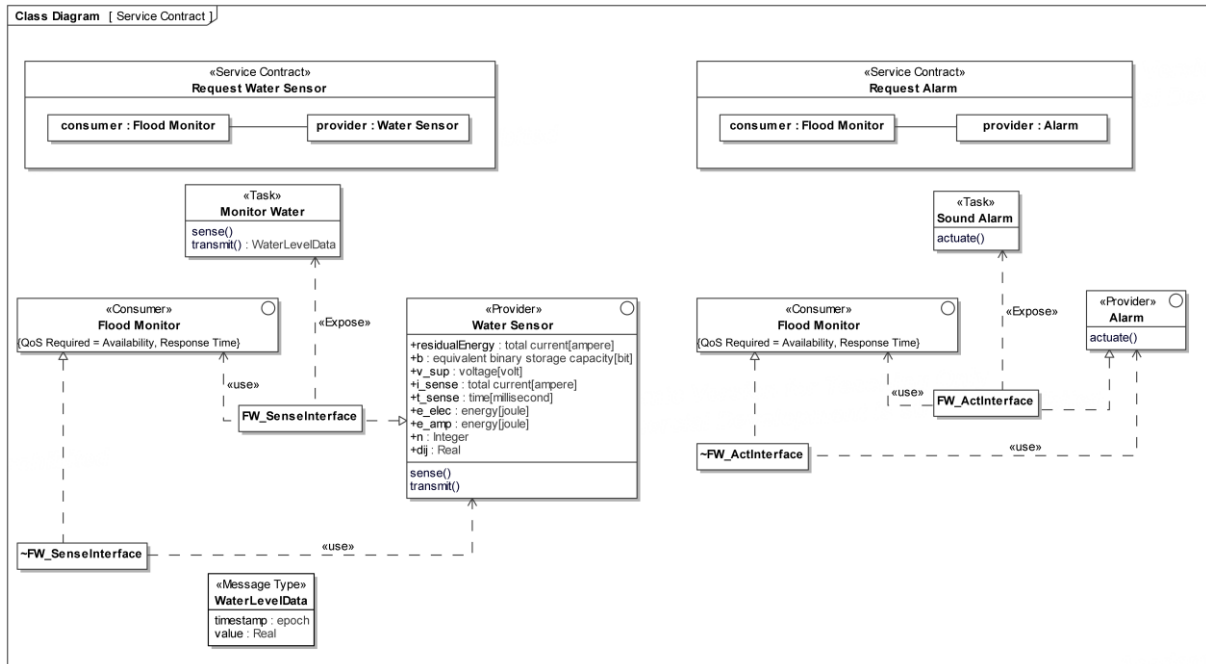 Class Diagram [ Service Contract ]
«Service Contract»
Request Water Sensor
consumer : Flood Monitor
provider : Water Sensor
«Service Contract»
Request Alarm
consumer : Flood Monitor
provider : Alarm
«Task»
Monitor Water
sense()
transmit() : WaterLevelData
«Task»
Sound Alarm
actuate()
«Consumer»
Flood Monitor
{QoS Required = Availability, Response Time}
«Expose»
«use»
FW_SenseInterface
«Provider»
Water Sensor
+residualEnergy : total current[ampere]
+b : equivalent binary storage capacity[bit]
+v_sup : voltage[volt]
+i_sense : total current[ampere]
+t_sense : time[millisecond]
+e_elec : energy[joule]
+e_amp : energy[joule]
+n : Integer
+dij : Real
sense()
transmit()
~FW_SenseInterface
«use»
«Message Type»
WaterLevelData
timestamp : epoch
value : Real
«Consumer»
Flood Monitor
{QoS Required = Availability, Response Time}
«Expose»
«Provider»
Alarm
actuate()
«use»
FW_ActInterface
~FW_ActInterface
«use»